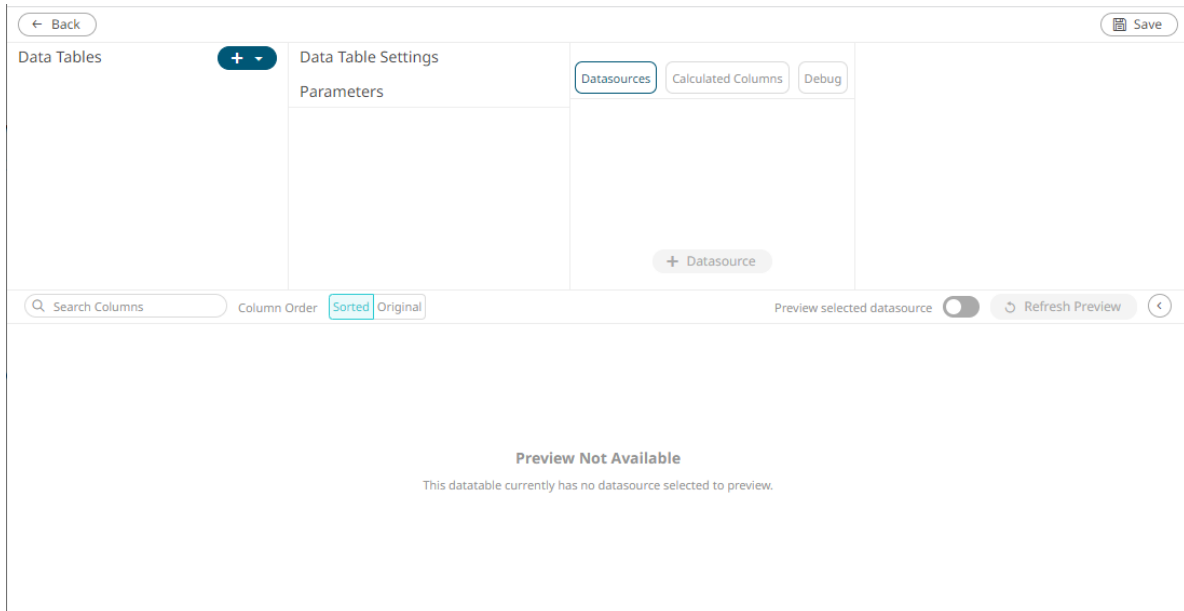 Back
Save
Data Tables
Data Table Settings
Parameters
Datasources
Calculated Columns
Debug
+ Datasource
Search Columns
Column Order
Sorted
Original
Preview selected datasource
Refresh Preview
Preview Not Available
This datatable currently has no datasource selected to preview.